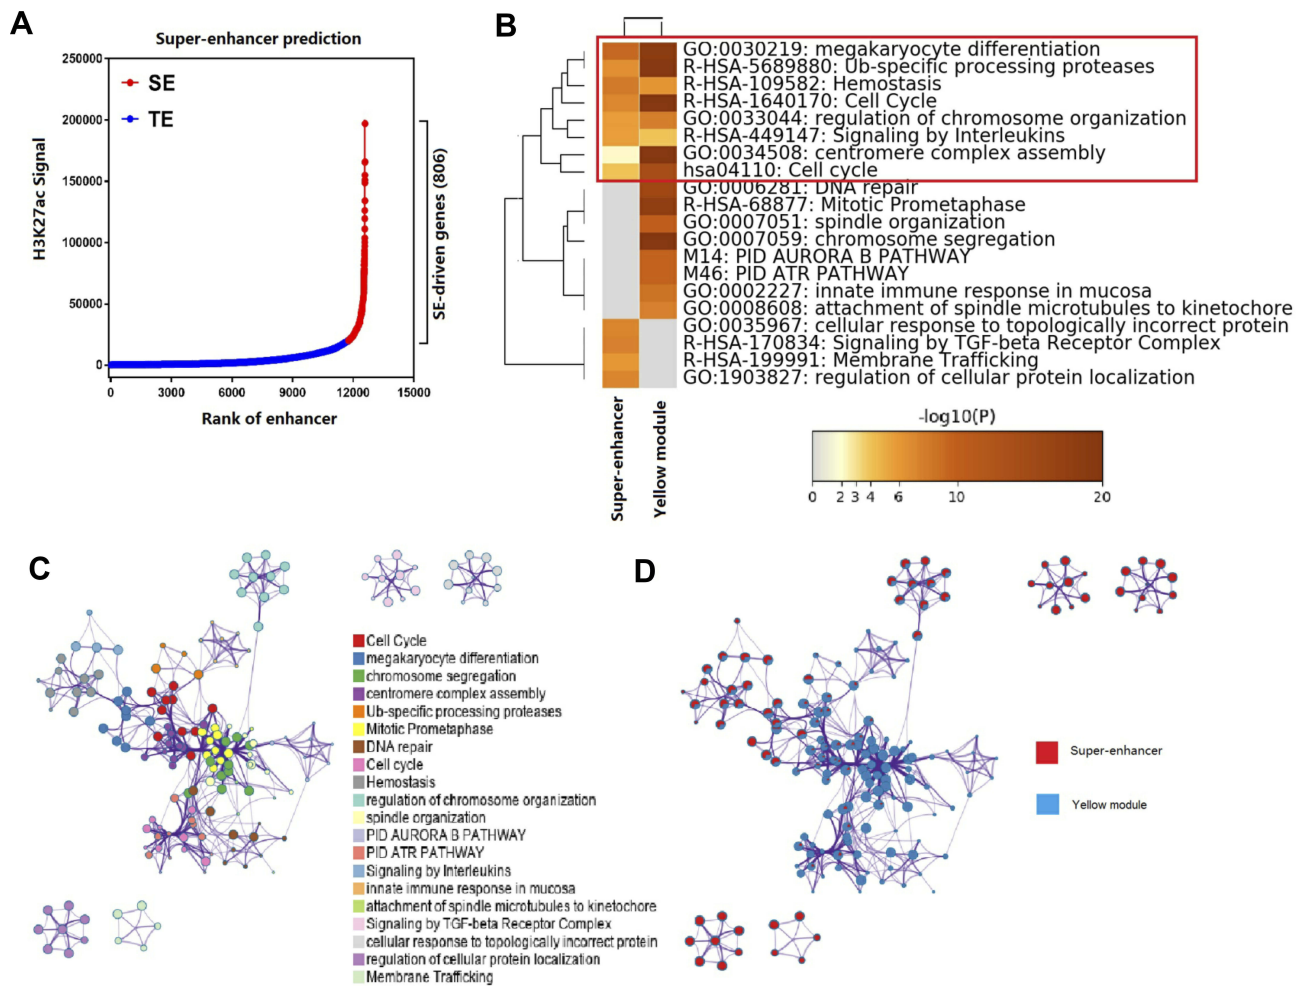 A
Super-enhancer prediction
H3K27ac Signal
250000
200000
150000
100000
50000
0
SE
TE
SE-driven genes (806)
0 3000 6000 9000 12000 15000
Rank of enhancer
B
GO:0030219: megakaryocyte differentiation
R-HSA-5689880: Ub-specific processing proteases
R-HSA-109582: Hemostasis
R-HSA-1640170: Cell Cycle
GO:0033044: regulation of chromosome organization
R-HSA-449147: Signaling by Interleukins
GO:0034508: centromere complex assembly
hsa04110: Cell cycle
GO:0006281: DNA repair
R-HSA-68877: Mitotic Prometaphase
GO:0007051: spindle organization
GO:0007059: chromosome segregation
M14: PID AURORA B PATHWAY
M46: PID ATR PATHWAY
GO:0002227: innate immune response in mucosa
GO:0008608: attachment of spindle microtubules to kinetochore
GO:0035967: cellular response to topologically incorrect protein
R-HSA-170834: Signaling by TGF-beta Receptor Complex
R-HSA-199991: Membrane Trafficking
GO:1903827: regulation of cellular protein localization
Super-enhancer
Yellow module
-log10(P)
0 2 3 4 6 10 20
C
Cell Cycle
megakaryocyte differentiation
chromosome segregation
centromere complex assembly
Ub-specific processing proteases
Mitotic Prometaphase
DNA repair
Cell cycle
Hemostasis
regulation of chromosome organization
spindle organization
PID AURORA B PATHWAY
PID ATR PATHWAY
Signaling by Interleukins
innate immune response in mucosa
attachment of spindle microtubules to kinetochore
Signaling by TGF-beta Receptor Complex
cellular response to topologically incorrect protein
regulation of cellular protein localization
Membrane Trafficking
D
Super-enhancer
Yellow module